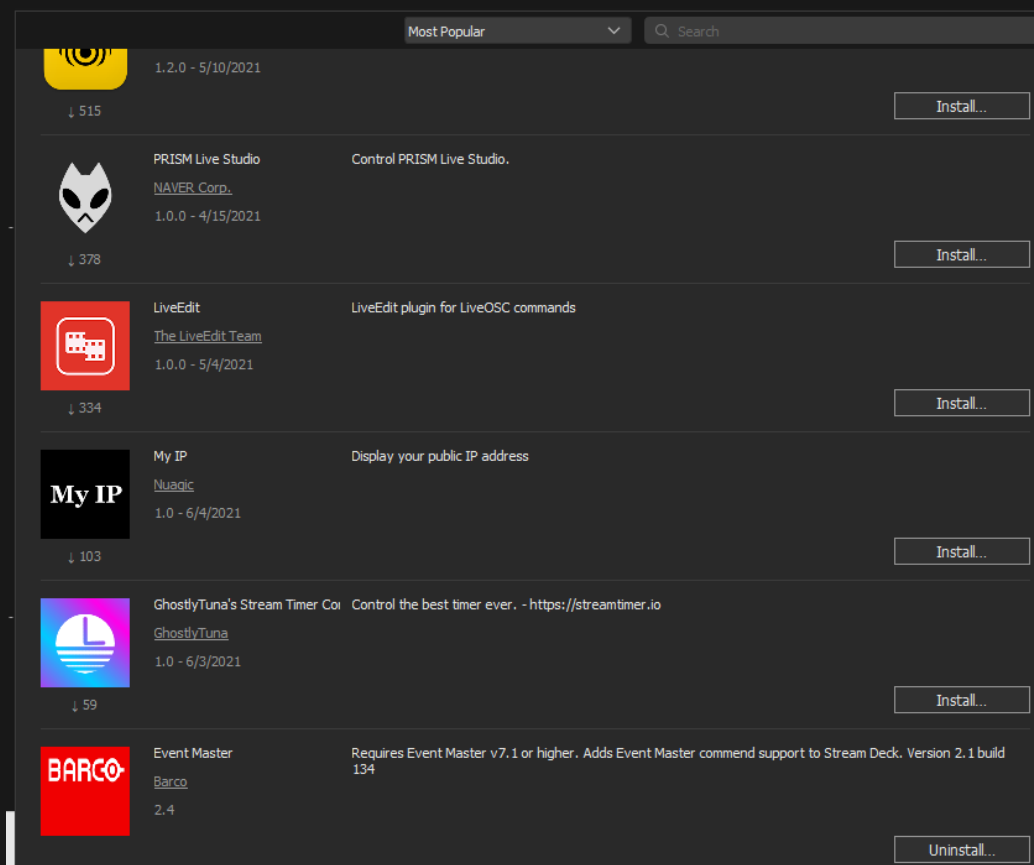 Most Popular
Search
1.2.0 - 5/10/2021
↓ 515
Install...
PRISM Live Studio
Control PRISM Live Studio.
NAVER Corp.
1.0.0 - 4/15/2021
↓ 378
Install...
LiveEdit
LiveEdit plugin for LiveOSC commands
The LiveEdit Team
1.0.0 - 5/4/2021
↓ 334
Install...
My IP
My IP
Display your public IP address
Nuagic
1.0 - 6/4/2021
↓ 103
Install...
GhostlyTuna's Stream Timer Co
Control the best timer ever. - https://streamtimer.io
GhostlyTuna
1.0 - 6/3/2021
↓ 59
Install...
BARCO
Event Master
Requires Event Master v7.1 or higher. Adds Event Master commend support to Stream Deck. Version 2.1 build
134
Barco
2.4
Uninstall...